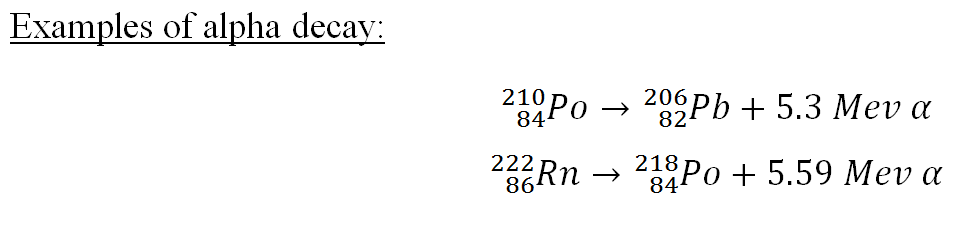 Examples of alpha decay:
²¹⁰₈₄Po → ²⁰⁶₈₂Pb + 5.3 Mev α
²²²₈₆Rn → ²¹⁸₈₄Po + 5.59 Mev α